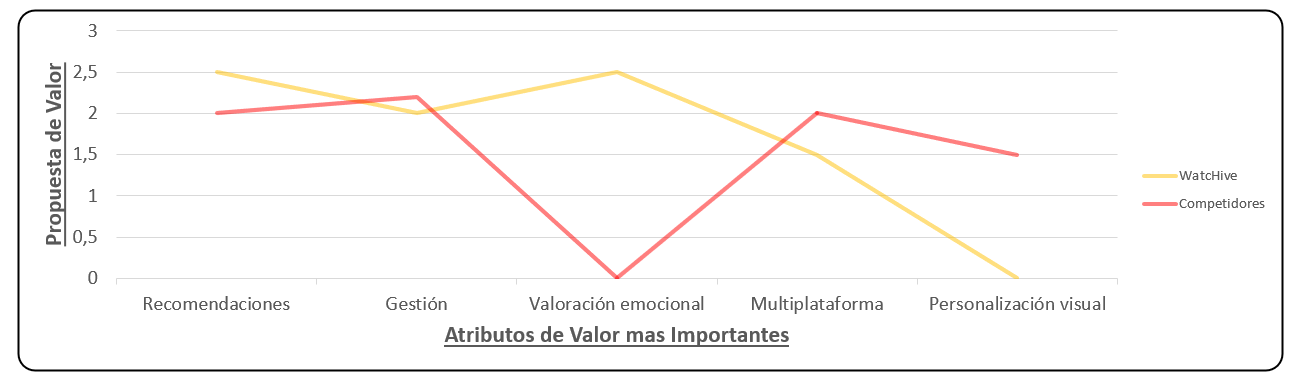 3
2,5
2
1,5
1
0,5
0
Propuesta de Valor
Recomendaciones Gestión Valoración emocional Multiplataforma Personalización visual
Atributos de Valor mas Importantes
WatcHive
Competidores